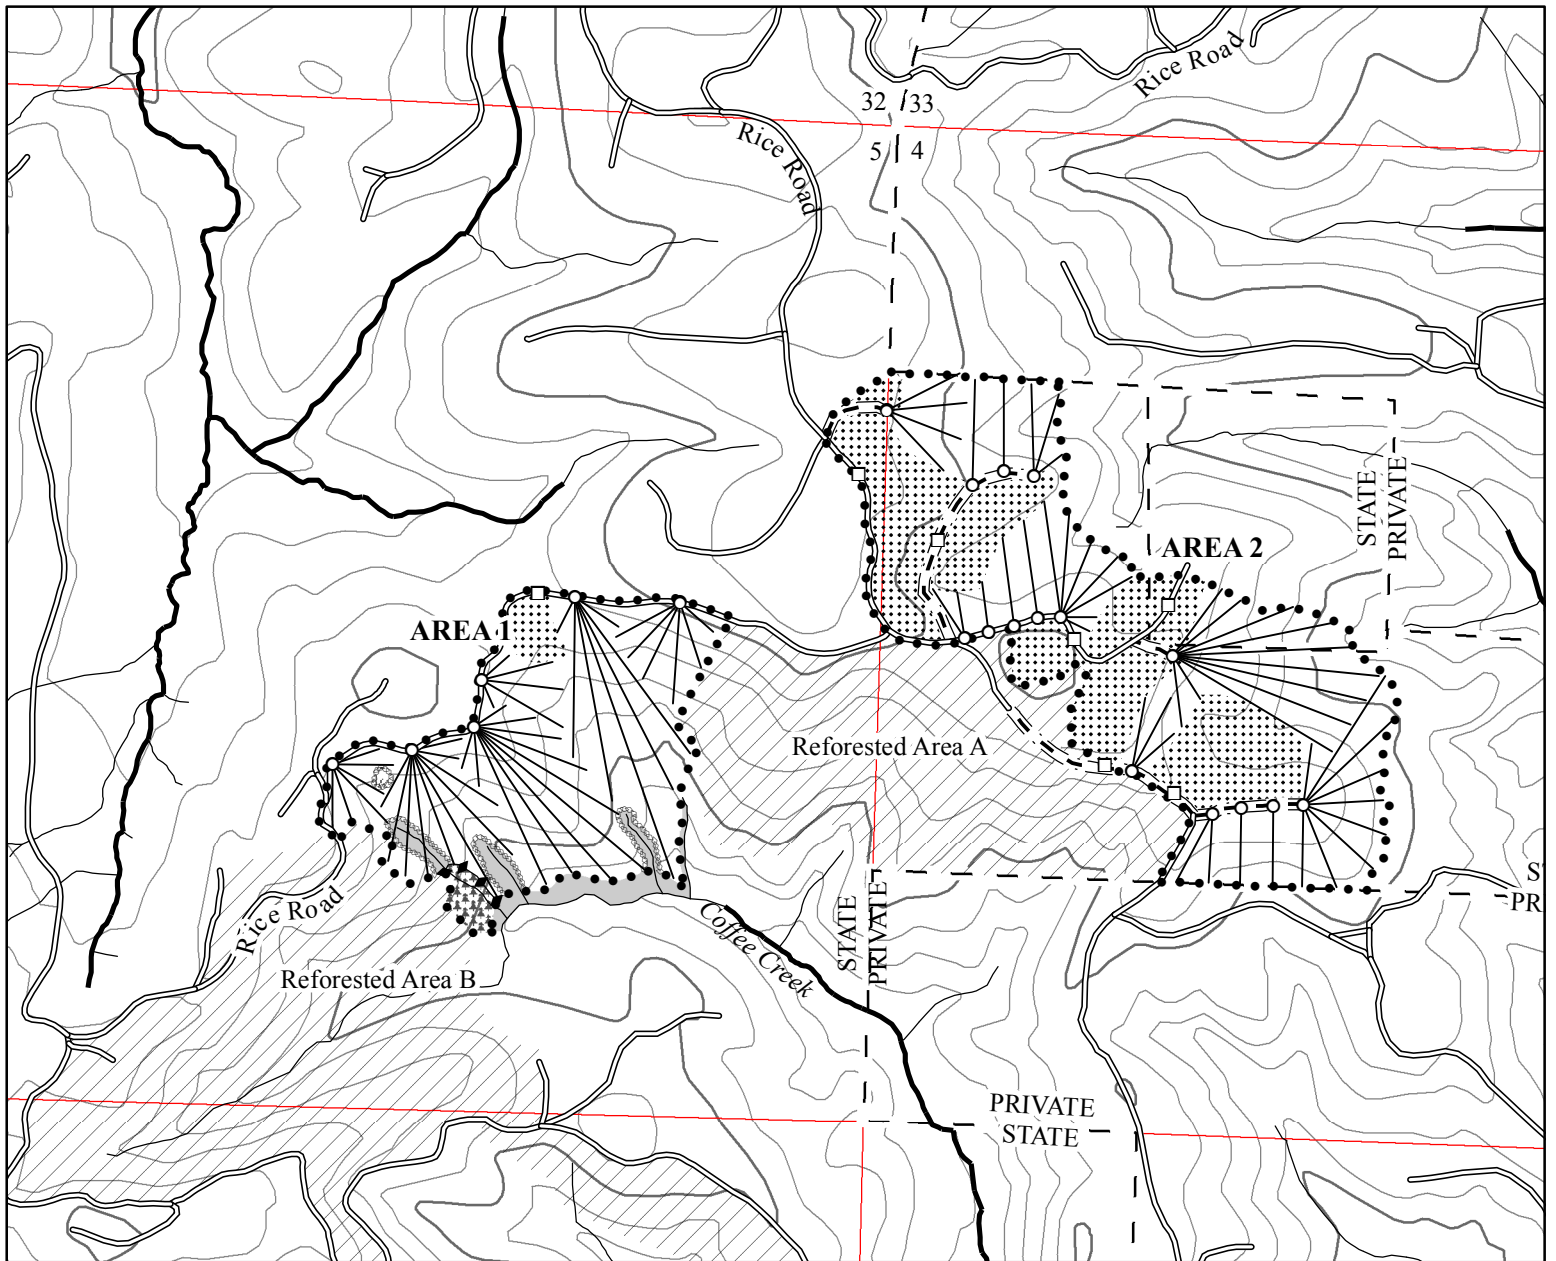 Rice Road
32 33
5 4
Rice Road
STATE
PRIVATE
AREA 2
AREA 1
Reforested Area A
STATE
PRIVATE
S
PR
Rice Road
Coffee Creek
Reforested Area B
PRIVATE
STATE